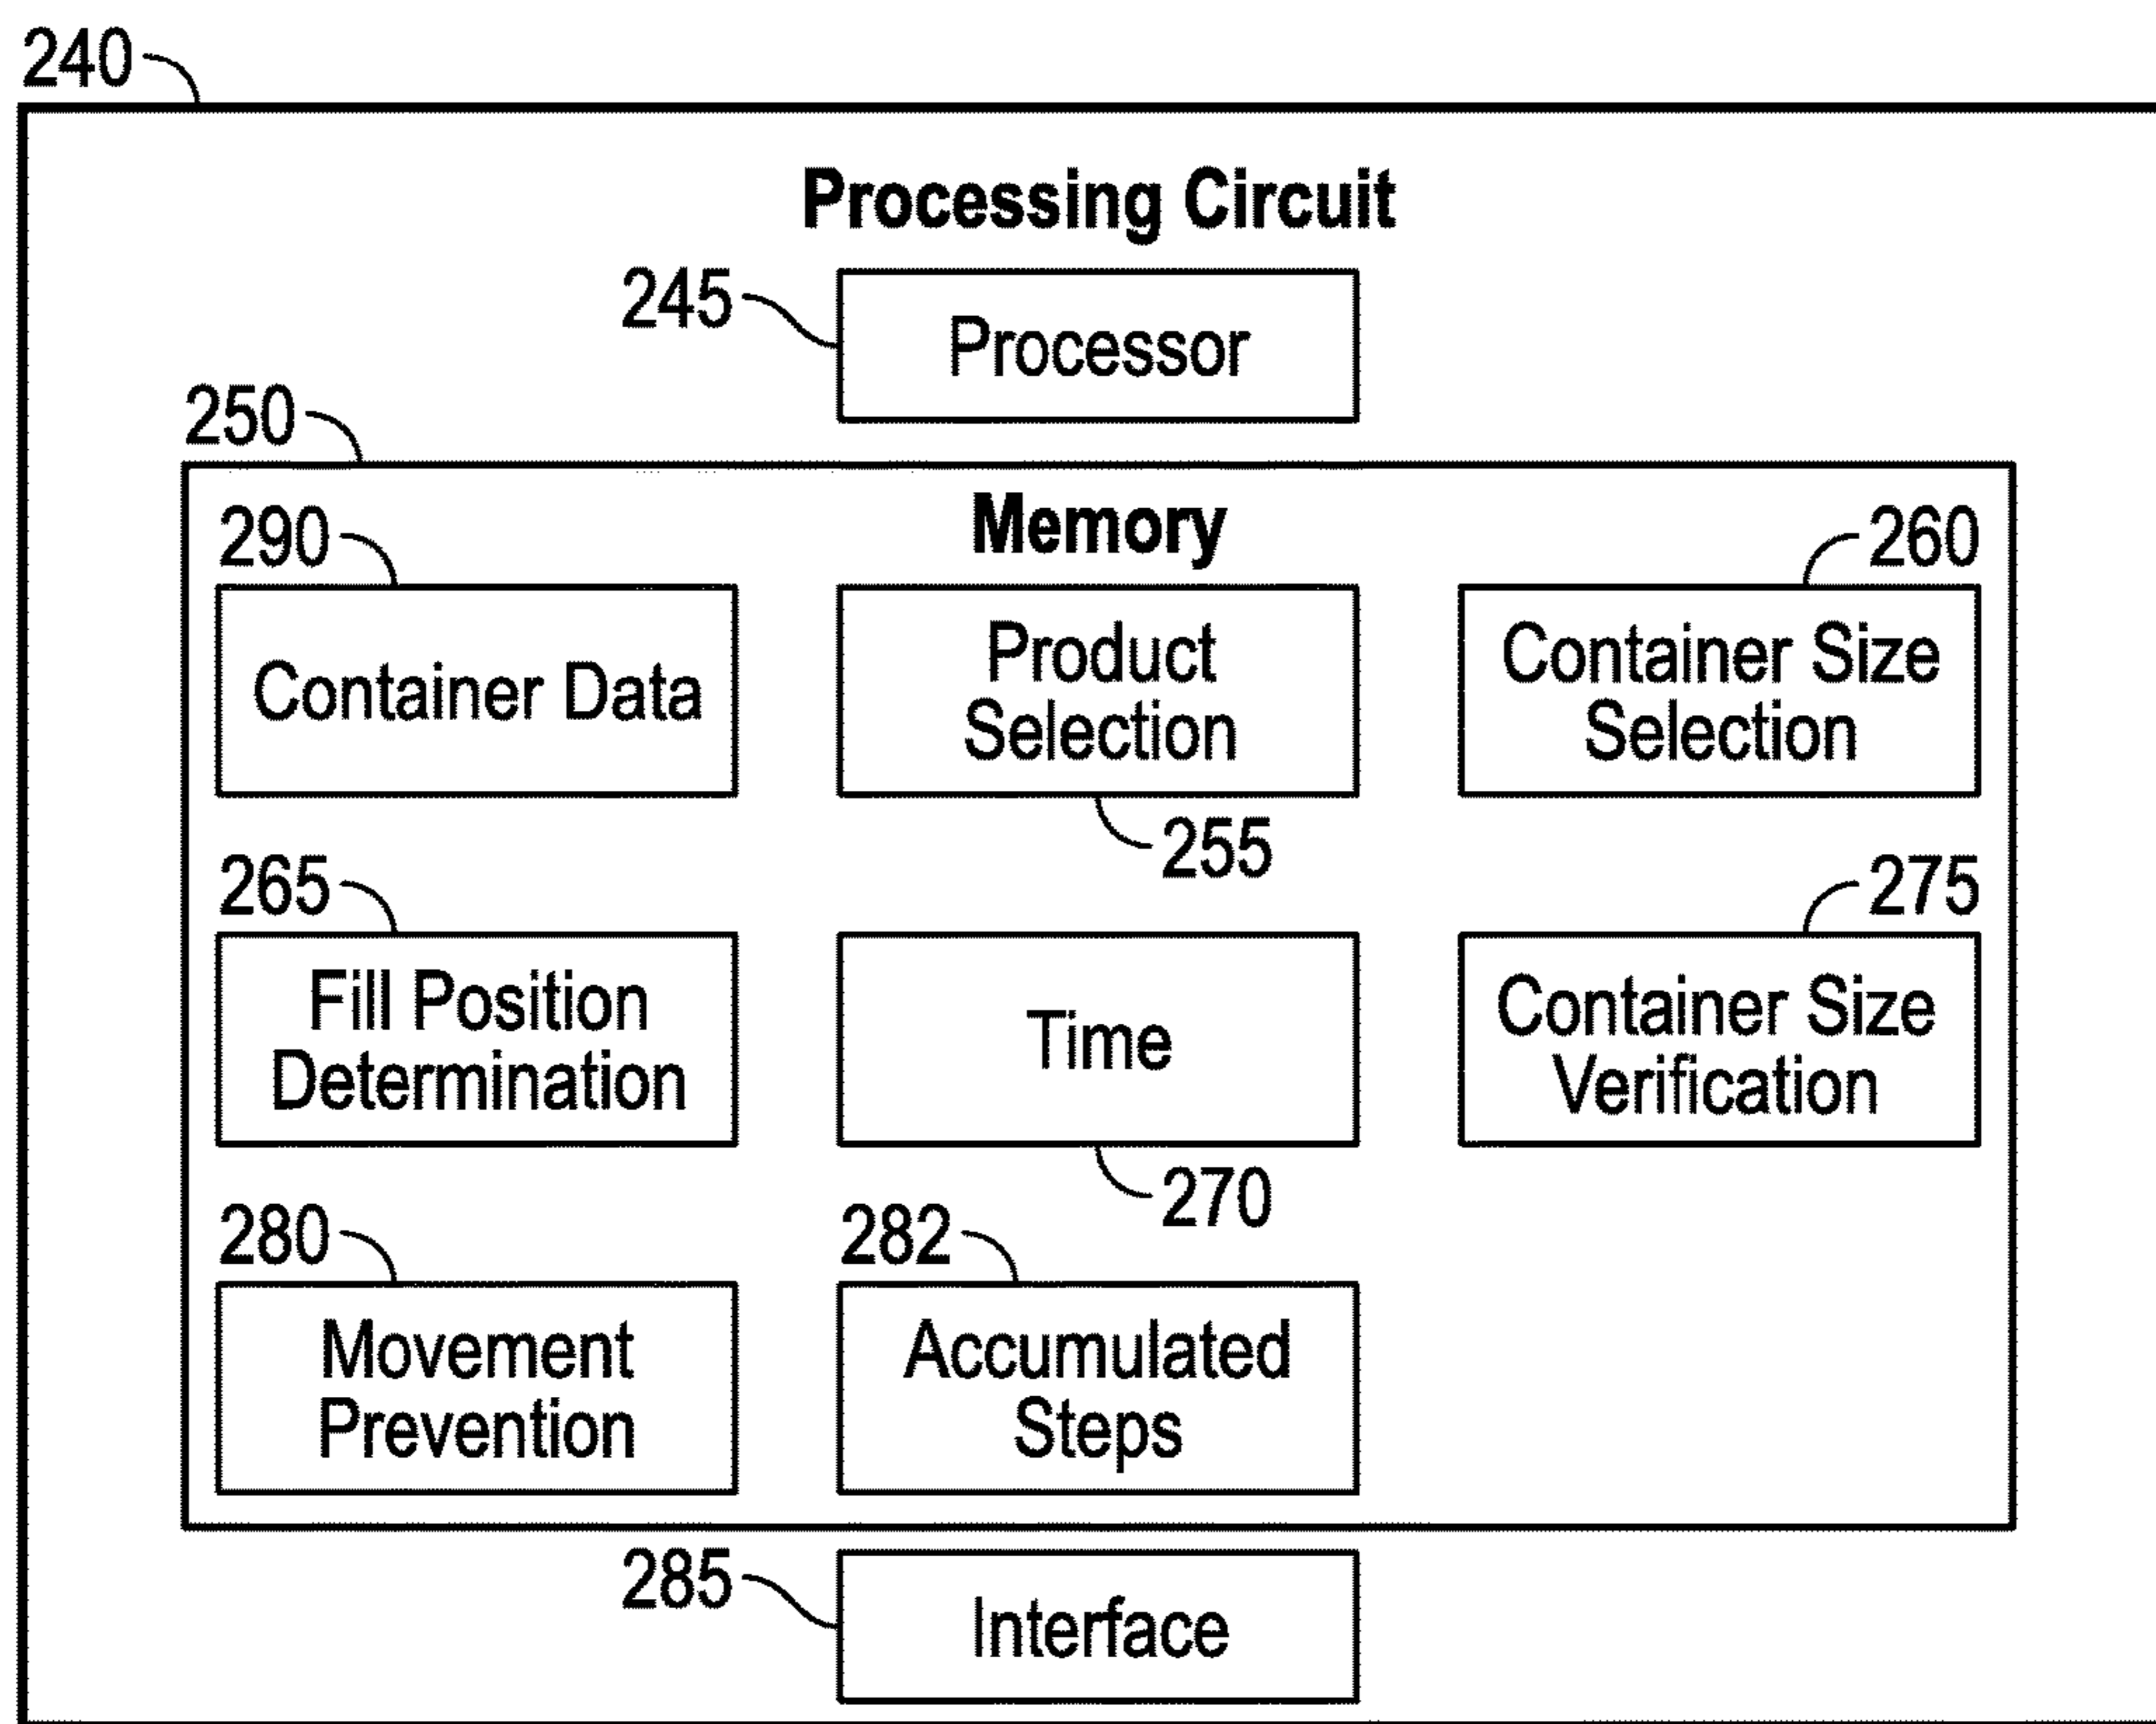 240
Processing Circuit
245
Processor
250
Memory
290
260
Container Data
Product
Selection
Container Size
Selection
255
265
275
Fill Position
Determination
Time
Container Size
Verification
270
280
282
Movement
Prevention
Accumulated
Steps
285
Interface